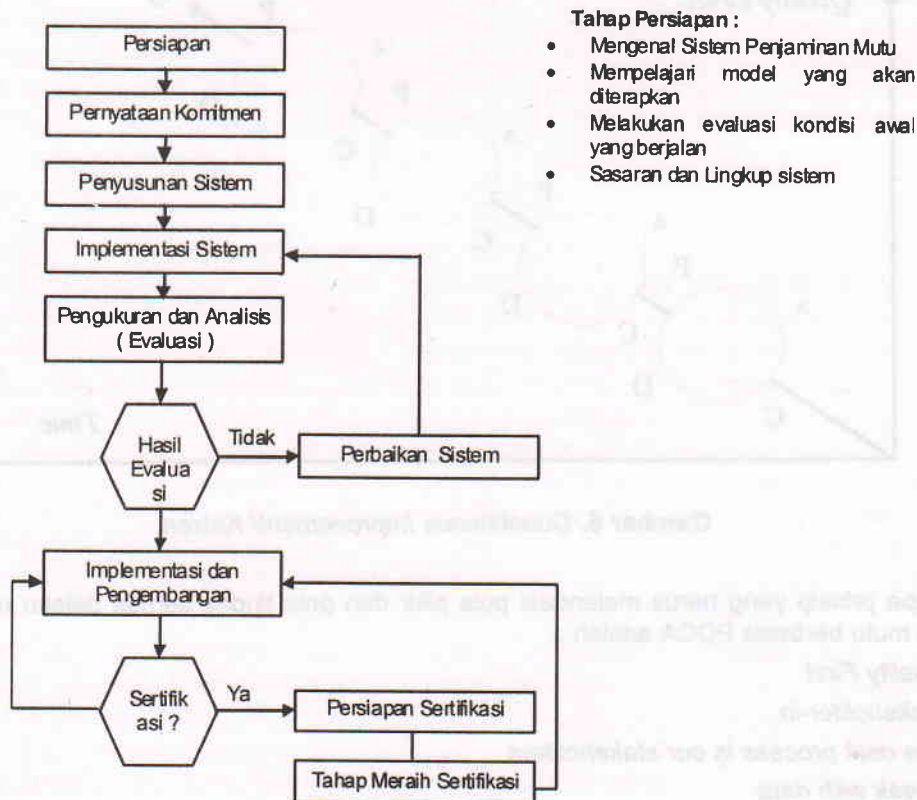 Persiapan
Pernyataan Komitmen
Penyusunan Sistem
Implementasi Sistem
Pengukuran dan Analisis
( Evaluasi )
Hasil
Evalua
si
Tidak
Perbaikan Sistem
Implementasi dan
Pengembangan
Sertifik
asi ?
Ya
Persiapan Sertifikasi
Tahap Meraih Sertifikasi
Tahap Persiapan :
• Mengenal Sistem Penjaminan Mutu
• Mempelajari model yang akan
diterapkan
• Melakukan evaluasi kondisi awal
yang berjalan
• Sasaran dan Lingkup sistem